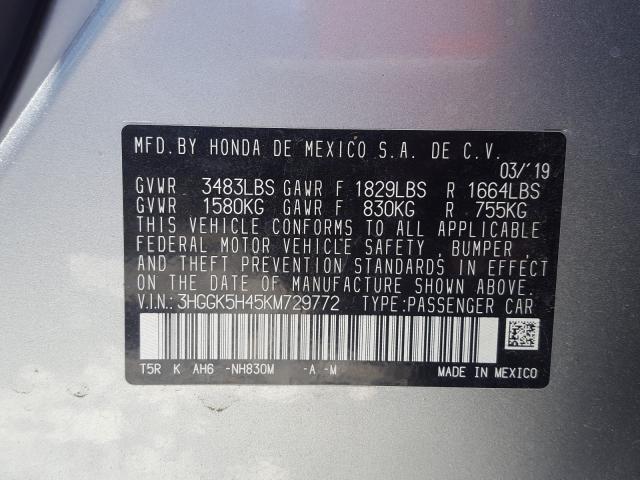 MFD.BY HONDA DE MEXICO S.A. DE C.V.
03/'19
GVWR 3483LBS GAWR F 1829LBS R 1664LBS
GVWR 1580KG GAWR F 830KG R 755KG
THIS VEHICLE CONFORMS TO ALL APPLICABLE
FEDERAL MOTOR VEHICLE SAFETY , BUMPER ,
AND THEFT PREVENTION STANDARDS IN EFFECT
ON THE DATE OF MANUFACTURE SHOWN ABOVE.
V.I.N.: 3HGGK5H45KM729772 TYPE:PASSENGER CAR
T5R K AH6 -NH830M -A -M
MADE IN MEXICO